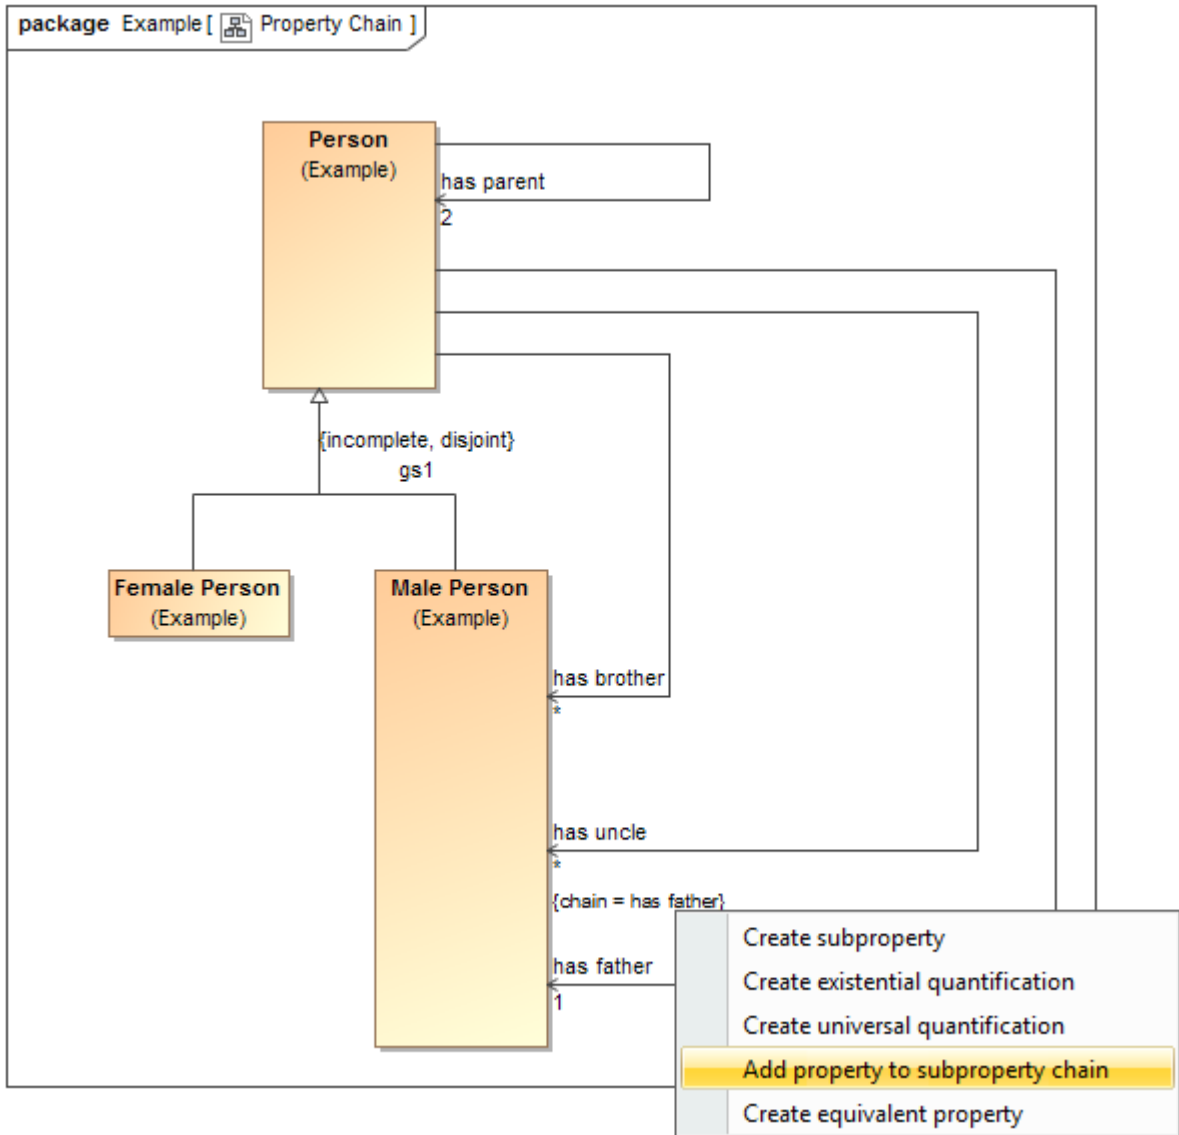 package Example [ Property Chain ]
Person
(Example)
has parent
2
{incomplete, disjoint}
gs1
Female Person
(Example)
Male Person
(Example)
has brother
*
has uncle
*
{chain = has father}
has father
1
Create subproperty
Create existential quantification
Create universal quantification
Add property to subproperty chain
Create equivalent property